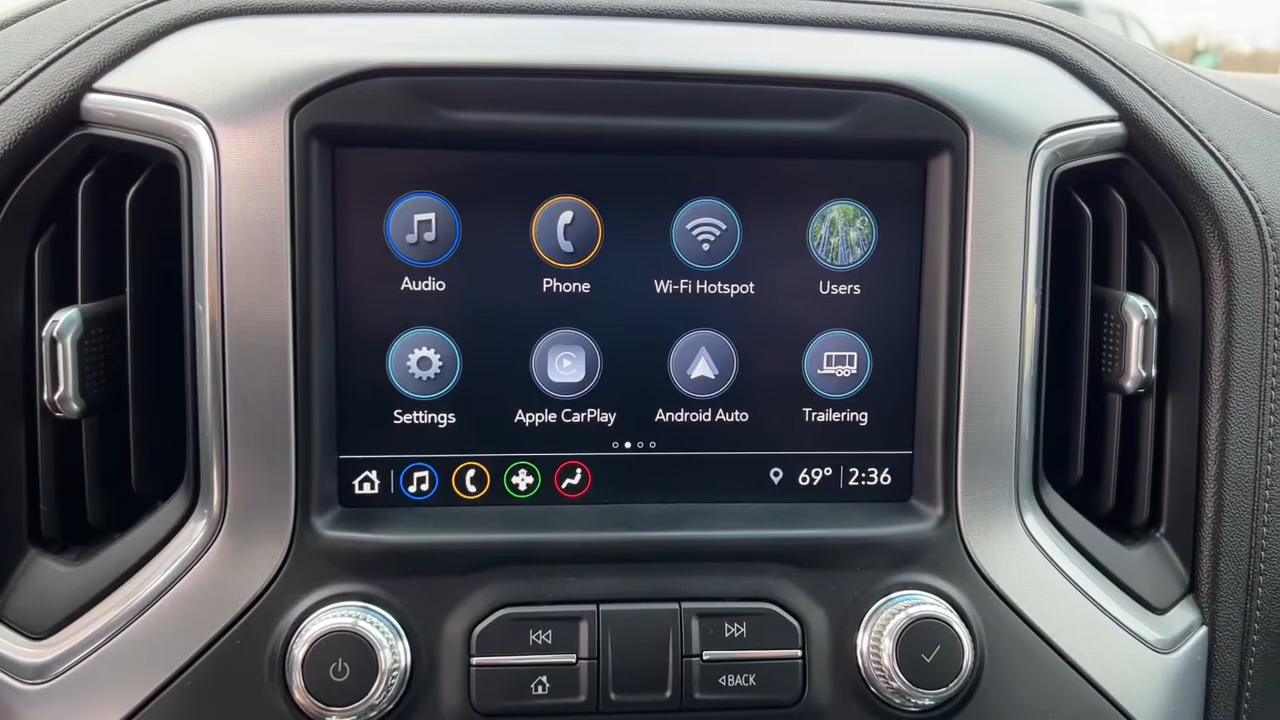 Audio
Phone
Wi-Fi Hotspot
Users
Settings
Apple CarPlay
Android Auto
Trailering
69° 2:36
BACK